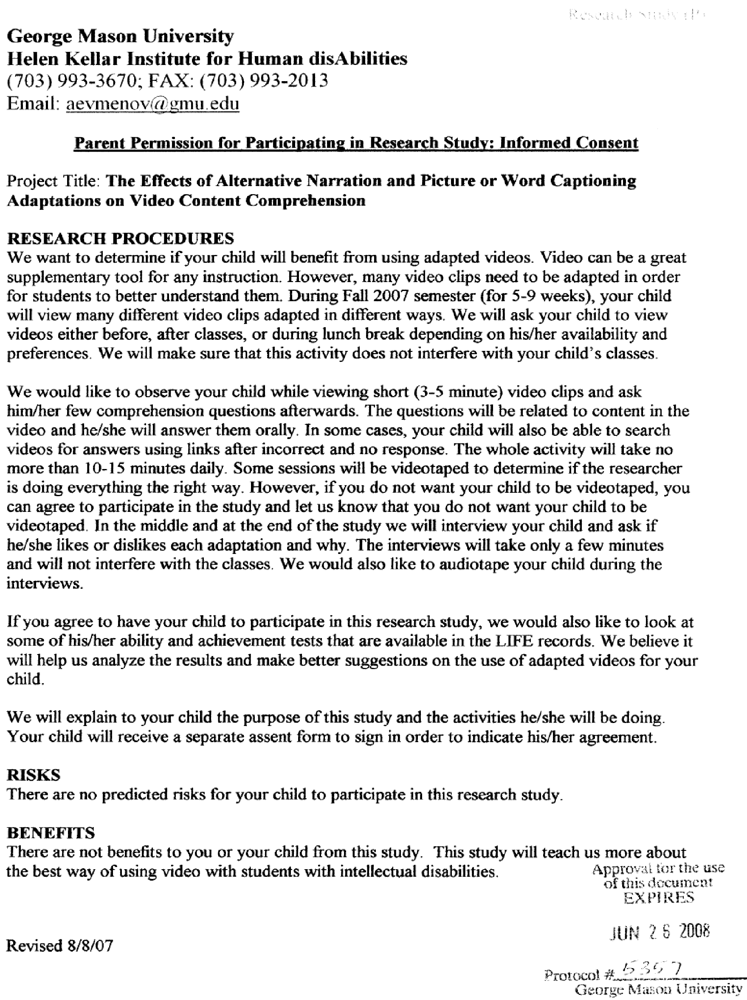 Research Study (P)
George Mason University
Helen Kellar Institute for Human disAbilities
(703) 993-3670; FAX: (703) 993-2013
Email: aevmenov@gmu.edu
Parent Permission for Participating in Research Study: Informed Consent
Project Title: The Effects of Alternative Narration and Picture or Word Captioning
Adaptations on Video Content Comprehension
RESEARCH PROCEDURES
We want to determine if your child will benefit from using adapted videos. Video can be a great
supplementary tool for any instruction. However, many video clips need to be adapted in order
for students to better understand them. During Fall 2007 semester (for 5-9 weeks), your child
will view many different video clips adapted in different ways. We will ask your child to view
videos either before, after classes, or during lunch break depending on his/her availability and
preferences. We will make sure that this activity does not interfere with your child's classes.
We would like to observe your child while viewing short (3-5 minute) video clips and ask
him/her few comprehension questions afterwards. The questions will be related to content in the
video and he/she will answer them orally. In some cases, your child will also be able to search
videos for answers using links after incorrect and no response. The whole activity will take no
more than 10-15 minutes daily. Some sessions will be videotaped to determine if the researcher
is doing everything the right way. However, if you do not want your child to be videotaped, you
can agree to participate in the study and let us know that you do not want your child to be
videotaped. In the middle and at the end of the study we will interview your child and ask if
he/she likes or dislikes each adaptation and why. The interviews will take only a few minutes
and will not interfere with the classes. We would also like to audiotape your child during the
interviews.
If you agree to have your child to participate in this research study, we would also like to look at
some of his/her ability and achievement tests that are available in the LIFE records. We believe it
will help us analyze the results and make better suggestions on the use of adapted videos for your
child.
We will explain to your child the purpose of this study and the activities he/she will be doing.
Your child will receive a separate assent form to sign in order to indicate his/her agreement.
RISKS
There are no predicted risks for your child to participate in this research study.
BENEFITS
There are not benefits to you or your child from this study. This study will teach us more about
the best way of using video with students with intellectual disabilities.
Approval for the use
of this document
EXPIRES
JUN 26 2008
Revised 8/8/07
Protocol # 5357
George Mason University